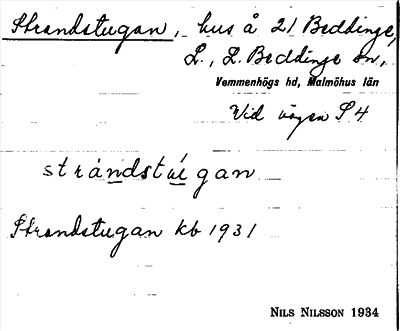 Strandstugan, hus å 21 Beddinge,
L., L. Beddinge sn,
Vemmenhögs hd, Malmöhus län
Vid vägen P 4
strándstùgan
Strandstugan kb 1931
NILS NILSSON 1934